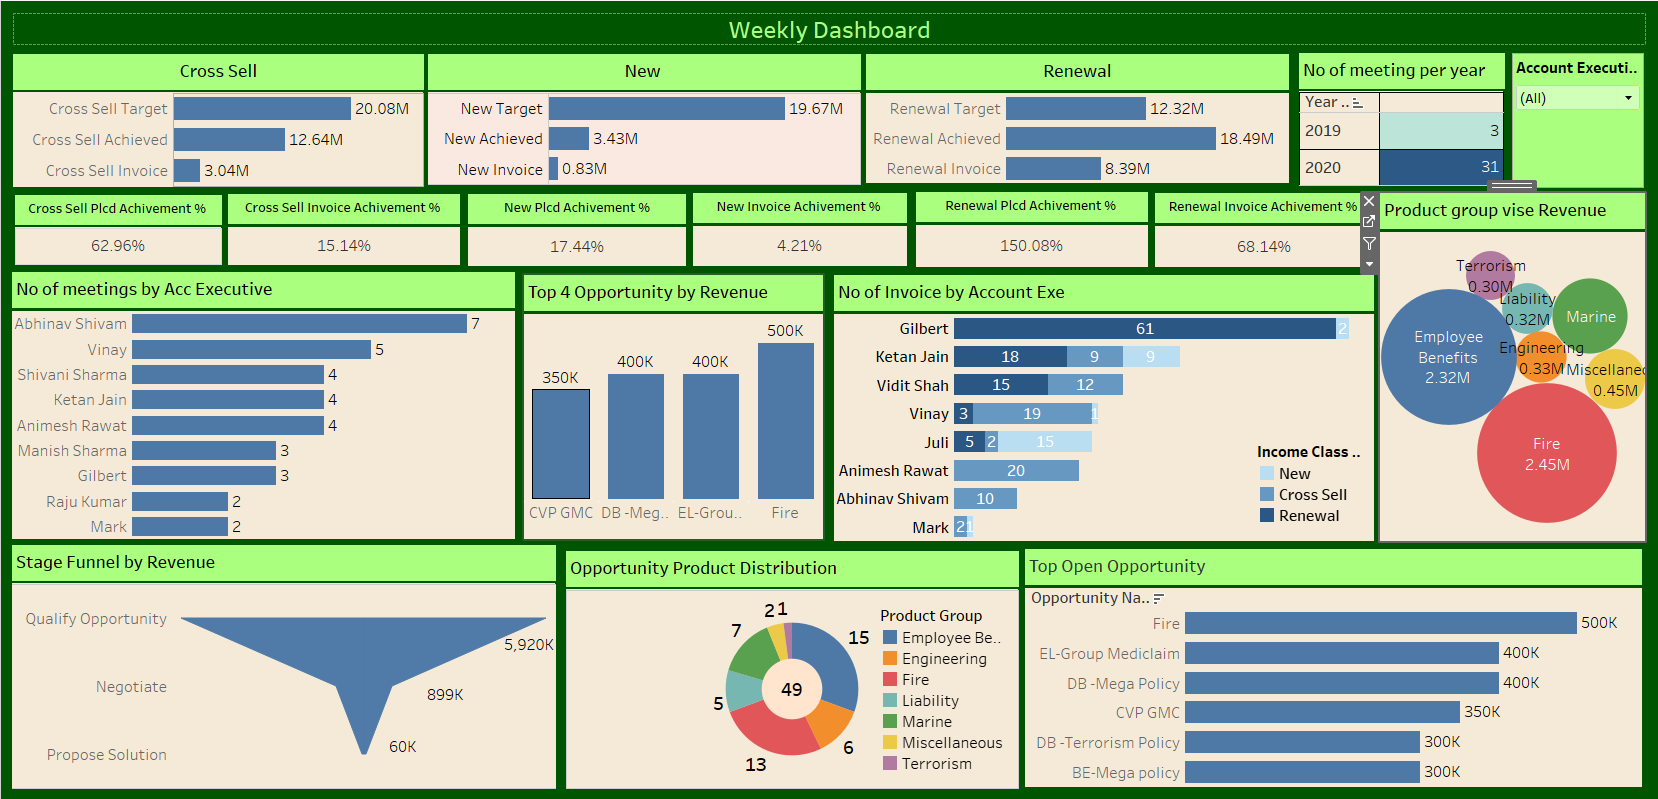 Weekly Dashboard
Cross Sell
Cross Sell Target 20.08M
Cross Sell Achieved 12.64M
Cross Sell Invoice 3.04M
New
New Target 19.67M
New Achieved 3.43M
New Invoice 0.83M
Renewal
Renewal Target 12.32M
Renewal Achieved 18.49M
Renewal Invoice 8.39M
No of meeting per year
Year ..
2019 3
2020 31
Account Executi..
(All)
Cross Sell Plcd Achivement %
62.96%
Cross Sell Invoice Achivement %
15.14%
New Plcd Achivement %
17.44%
New Invoice Achivement %
4.21%
Renewal Plcd Achivement %
150.08%
Renewal Invoice Achivement %
68.14%
Product group vise Revenue
Terrorism
0.30M
Liability
0.32M
Marine
Employee
Benefits
2.32M
Engineering
0.33M
Miscellanec
0.45M
Fire
2.45M
No of meetings by Acc Executive
Abhinav Shivam 7
Vinay 5
Shivani Sharma 4
Ketan Jain 4
Animesh Rawat 4
Manish Sharma 3
Gilbert 3
Raju Kumar 2
Mark 2
Top 4 Opportunity by Revenue
350K 400K 400K 500K
CVP GMC DB -Meg.. EL-Grou.. Fire
No of Invoice by Account Exe
Gilbert 61 2
Ketan Jain 18 9 9
Vidit Shah 15 12
Vinay 3 19 1
Juli 5 2 15
Animesh Rawat 20
Abhinav Shivam 10
Mark 2 1
Income Class ..
New
Cross Sell
Renewal
Stage Funnel by Revenue
Qualify Opportunity
5,920K
Negotiate 899K
Propose Solution 60K
Opportunity Product Distribution
2 1
7 15
49
5
6
13
Product Group
Employee Be..
Engineering
Fire
Liability
Marine
Miscellaneous
Terrorism
Top Open Opportunity
Opportunity Na..
Fire 500K
EL-Group Mediclaim 400K
DB -Mega Policy 400K
CVP GMC 350K
DB -Terrorism Policy 300K
BE-Mega policy 300K